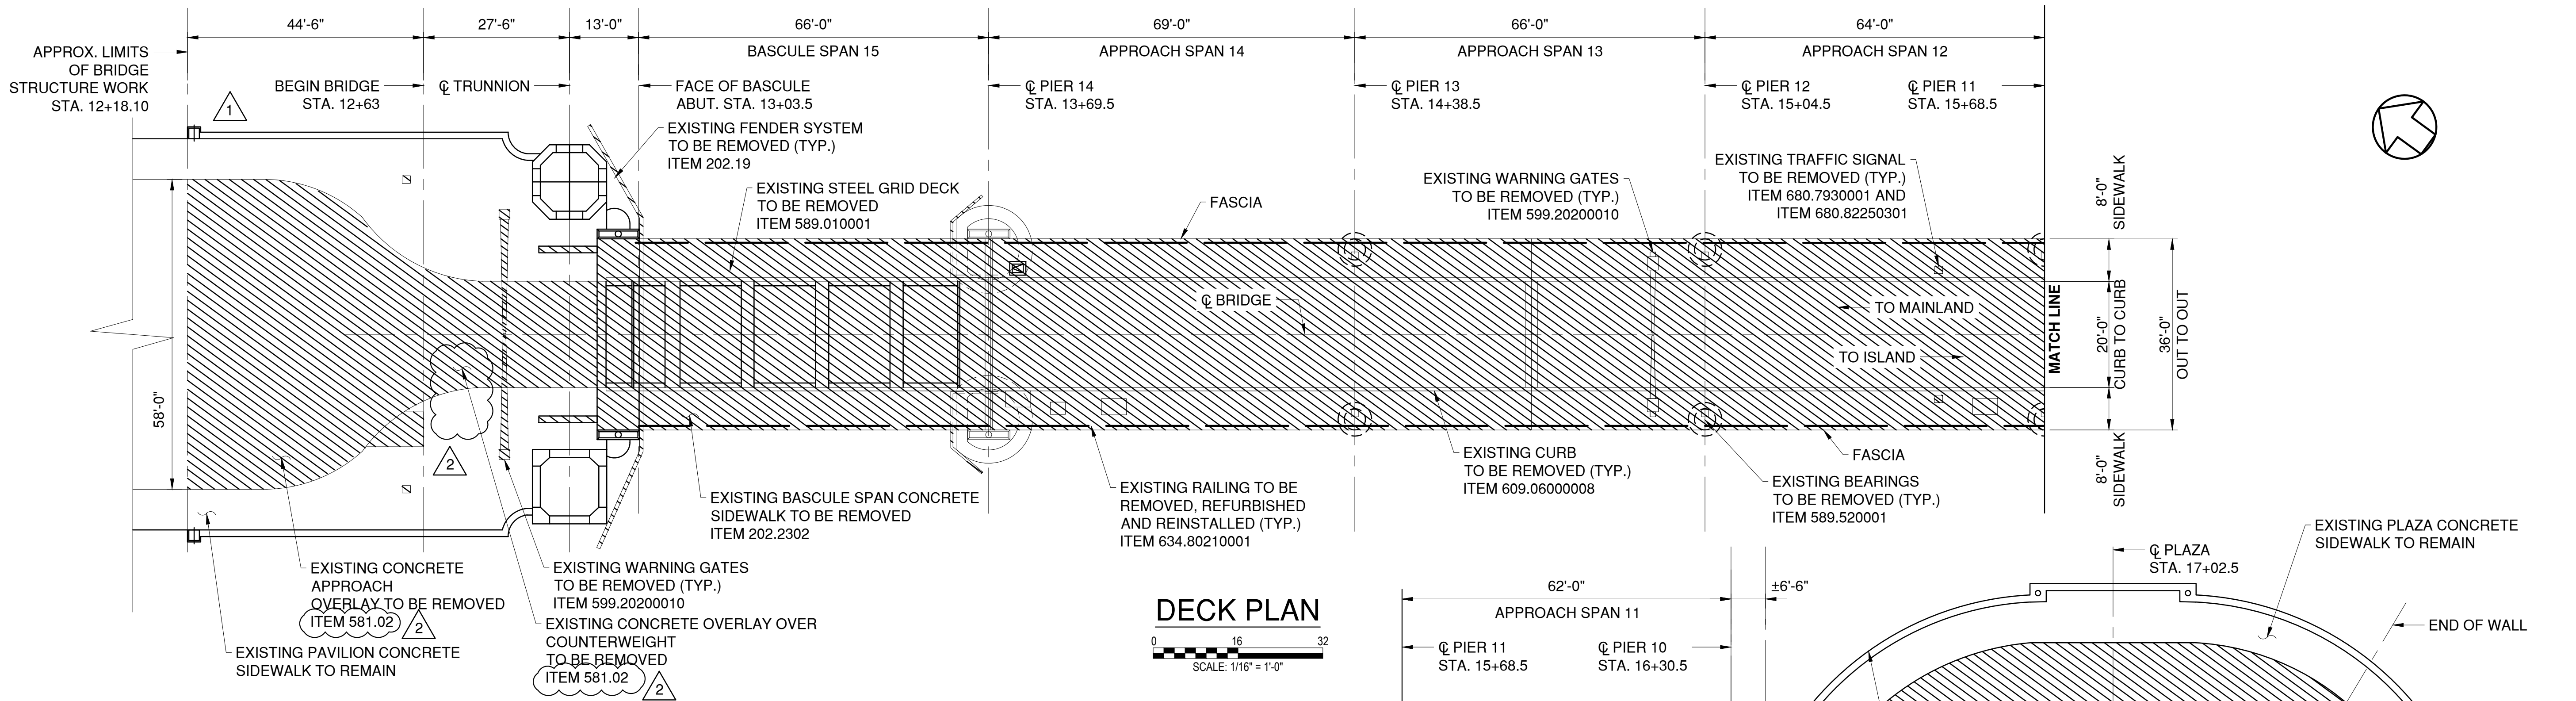 44'-6"
27'-6"
13'-0"
66'-0"
69'-0"
66'-0"
64'-0"
BASCULE SPAN 15
APPROACH SPAN 14
APPROACH SPAN 13
APPROACH SPAN 12
APPROX. LIMITS
OF BRIDGE
STRUCTURE WORK
STA. 12+18.10
1
BEGIN BRIDGE
STA. 12+63
℄ TRUNNION
FACE OF BASCULE
ABUT. STA. 13+03.5
℄ PIER 14
STA. 13+69.5
℄ PIER 13
STA. 14+38.5
℄ PIER 12
STA. 15+04.5
℄ PIER 11
STA. 15+68.5
EXISTING FENDER SYSTEM
TO BE REMOVED (TYP.)
ITEM 202.19
EXISTING STEEL GRID DECK
TO BE REMOVED
ITEM 589.010001
FASCIA
EXISTING WARNING GATES
TO BE REMOVED (TYP.)
ITEM 599.20200010
EXISTING TRAFFIC SIGNAL
TO BE REMOVED (TYP.)
ITEM 680.7930001 AND
ITEM 680.82250301
8'-0"
SIDEWALK
℄ BRIDGE
TO MAINLAND
TO ISLAND
MATCH LINE
20'-0"
CURB TO CURB
36'-0"
OUT TO OUT
8'-0"
SIDEWALK
58'-0"
2
EXISTING BASCULE SPAN CONCRETE
SIDEWALK TO BE REMOVED
ITEM 202.2302
EXISTING RAILING TO BE
REMOVED, REFURBISHED
AND REINSTALLED (TYP.)
ITEM 634.80210001
EXISTING CURB
TO BE REMOVED (TYP.)
ITEM 609.06000008
FASCIA
EXISTING BEARINGS
TO BE REMOVED (TYP.)
ITEM 589.520001
EXISTING CONCRETE
APPROACH
OVERLAY TO BE REMOVED
ITEM 581.02
2
EXISTING PAVILION CONCRETE
SIDEWALK TO REMAIN
EXISTING WARNING GATES
TO BE REMOVED (TYP.)
ITEM 599.20200010
EXISTING CONCRETE OVERLAY OVER
COUNTERWEIGHT
TO BE REMOVED
ITEM 581.02
2
DECK PLAN
0 16 32
SCALE: 1/16" = 1'-0"
62'-0"
±6'-6"
APPROACH SPAN 11
℄ PIER 11
STA. 15+68.5
℄ PIER 10
STA. 16+30.5
℄ PLAZA
STA. 17+02.5
EXISTING PLAZA CONCRETE
SIDEWALK TO REMAIN
END OF WALL